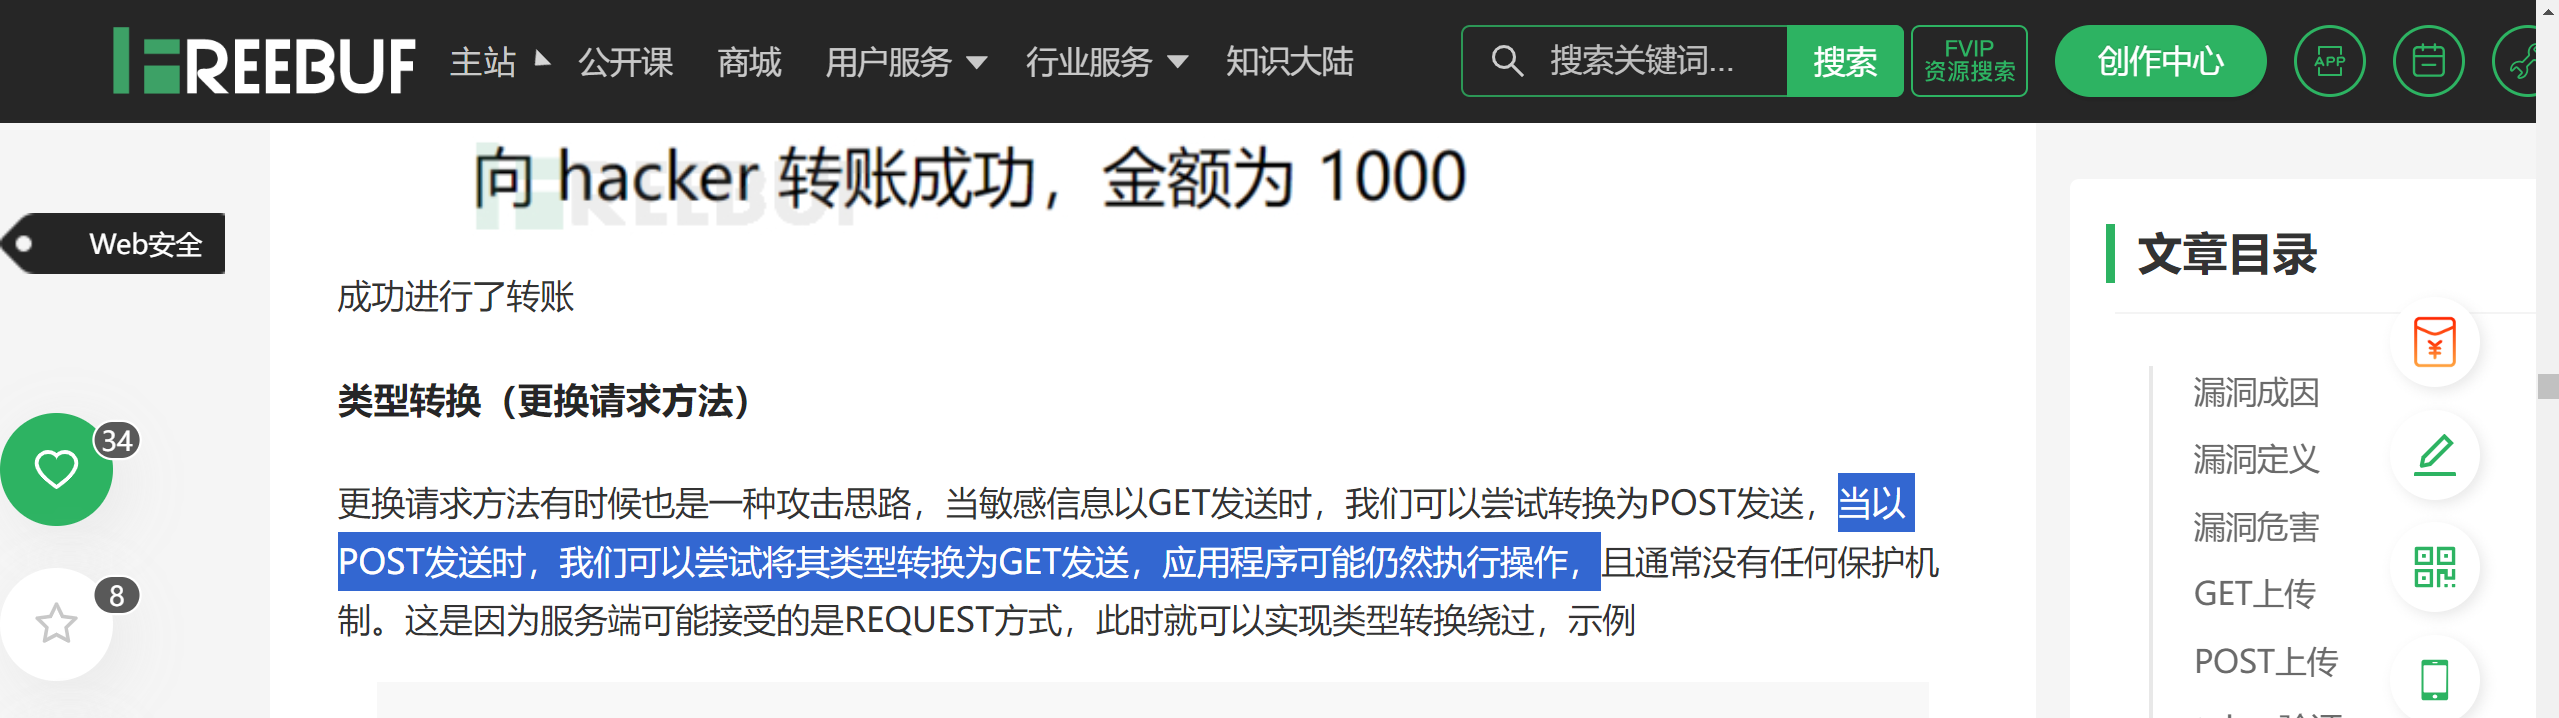 FREEBUF 主站 公开课 商城 用户服务 行业服务 知识大陆 搜索关键词... 搜索 FVIP 资源搜索 创作中心 APP
向 hacker 转账成功，金额为 1000
FREEBUF
Web安全
成功进行了转账
类型转换（更换请求方法）
更换请求方法有时候也是一种攻击思路，当敏感信息以GET发送时，我们可以尝试转换为POST发送，当以
POST发送时，我们可以尝试将其类型转换为GET发送，应用程序可能仍然执行操作，且通常没有任何保护机
制。这是因为服务端可能接受的是REQUEST方式，此时就可以实现类型转换绕过，示例
34
8
文章目录
漏洞成因
漏洞定义
漏洞危害
GET上传
POST上传